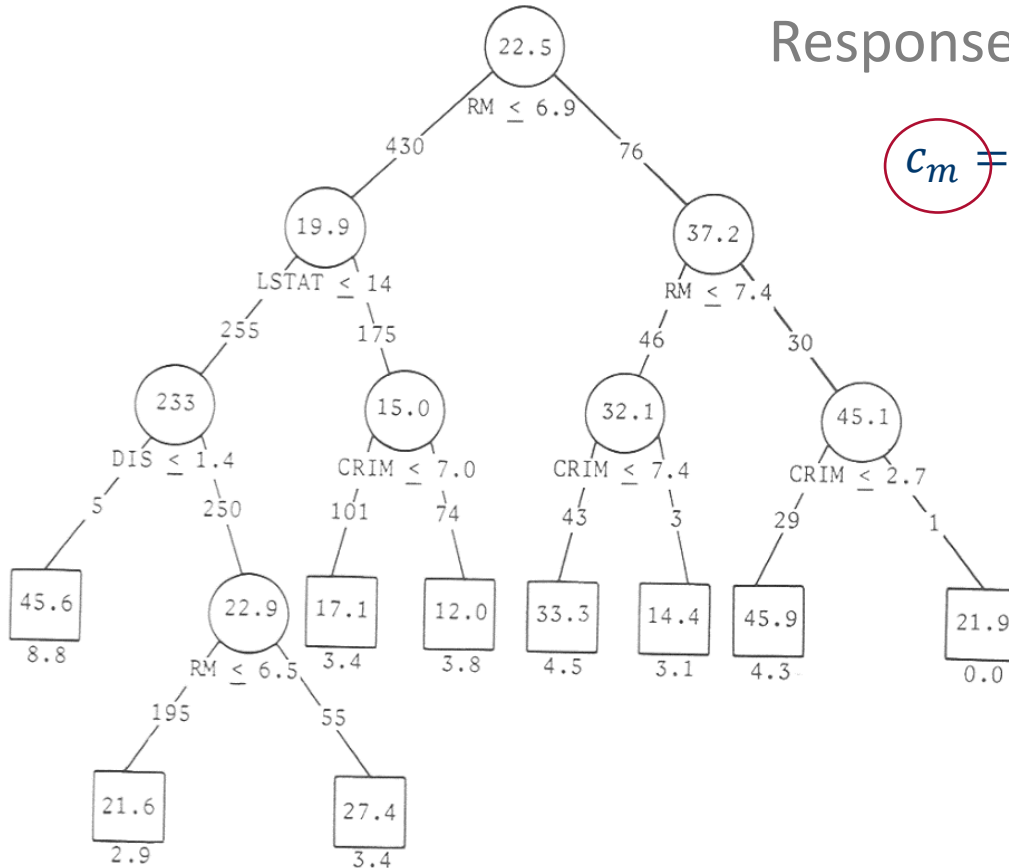 Response
22.5
RM ≤ 6.9
430 76
c_m =
19.9 37.2
LSTAT ≤ 14 RM ≤ 7.4
255 175 46 30
233 15.0 32.1 45.1
DIS ≤ 1.4 CRIM ≤ 7.0 CRIM ≤ 7.4 CRIM ≤ 2.7
5 250 101 74 43 3 29 1
45.6 22.9 17.1 12.0 33.3 14.4 45.9 21.9
8.8 3.4 3.8 4.5 3.1 4.3 0.0
RM ≤ 6.5
195 55
21.6 27.4
2.9 3.4